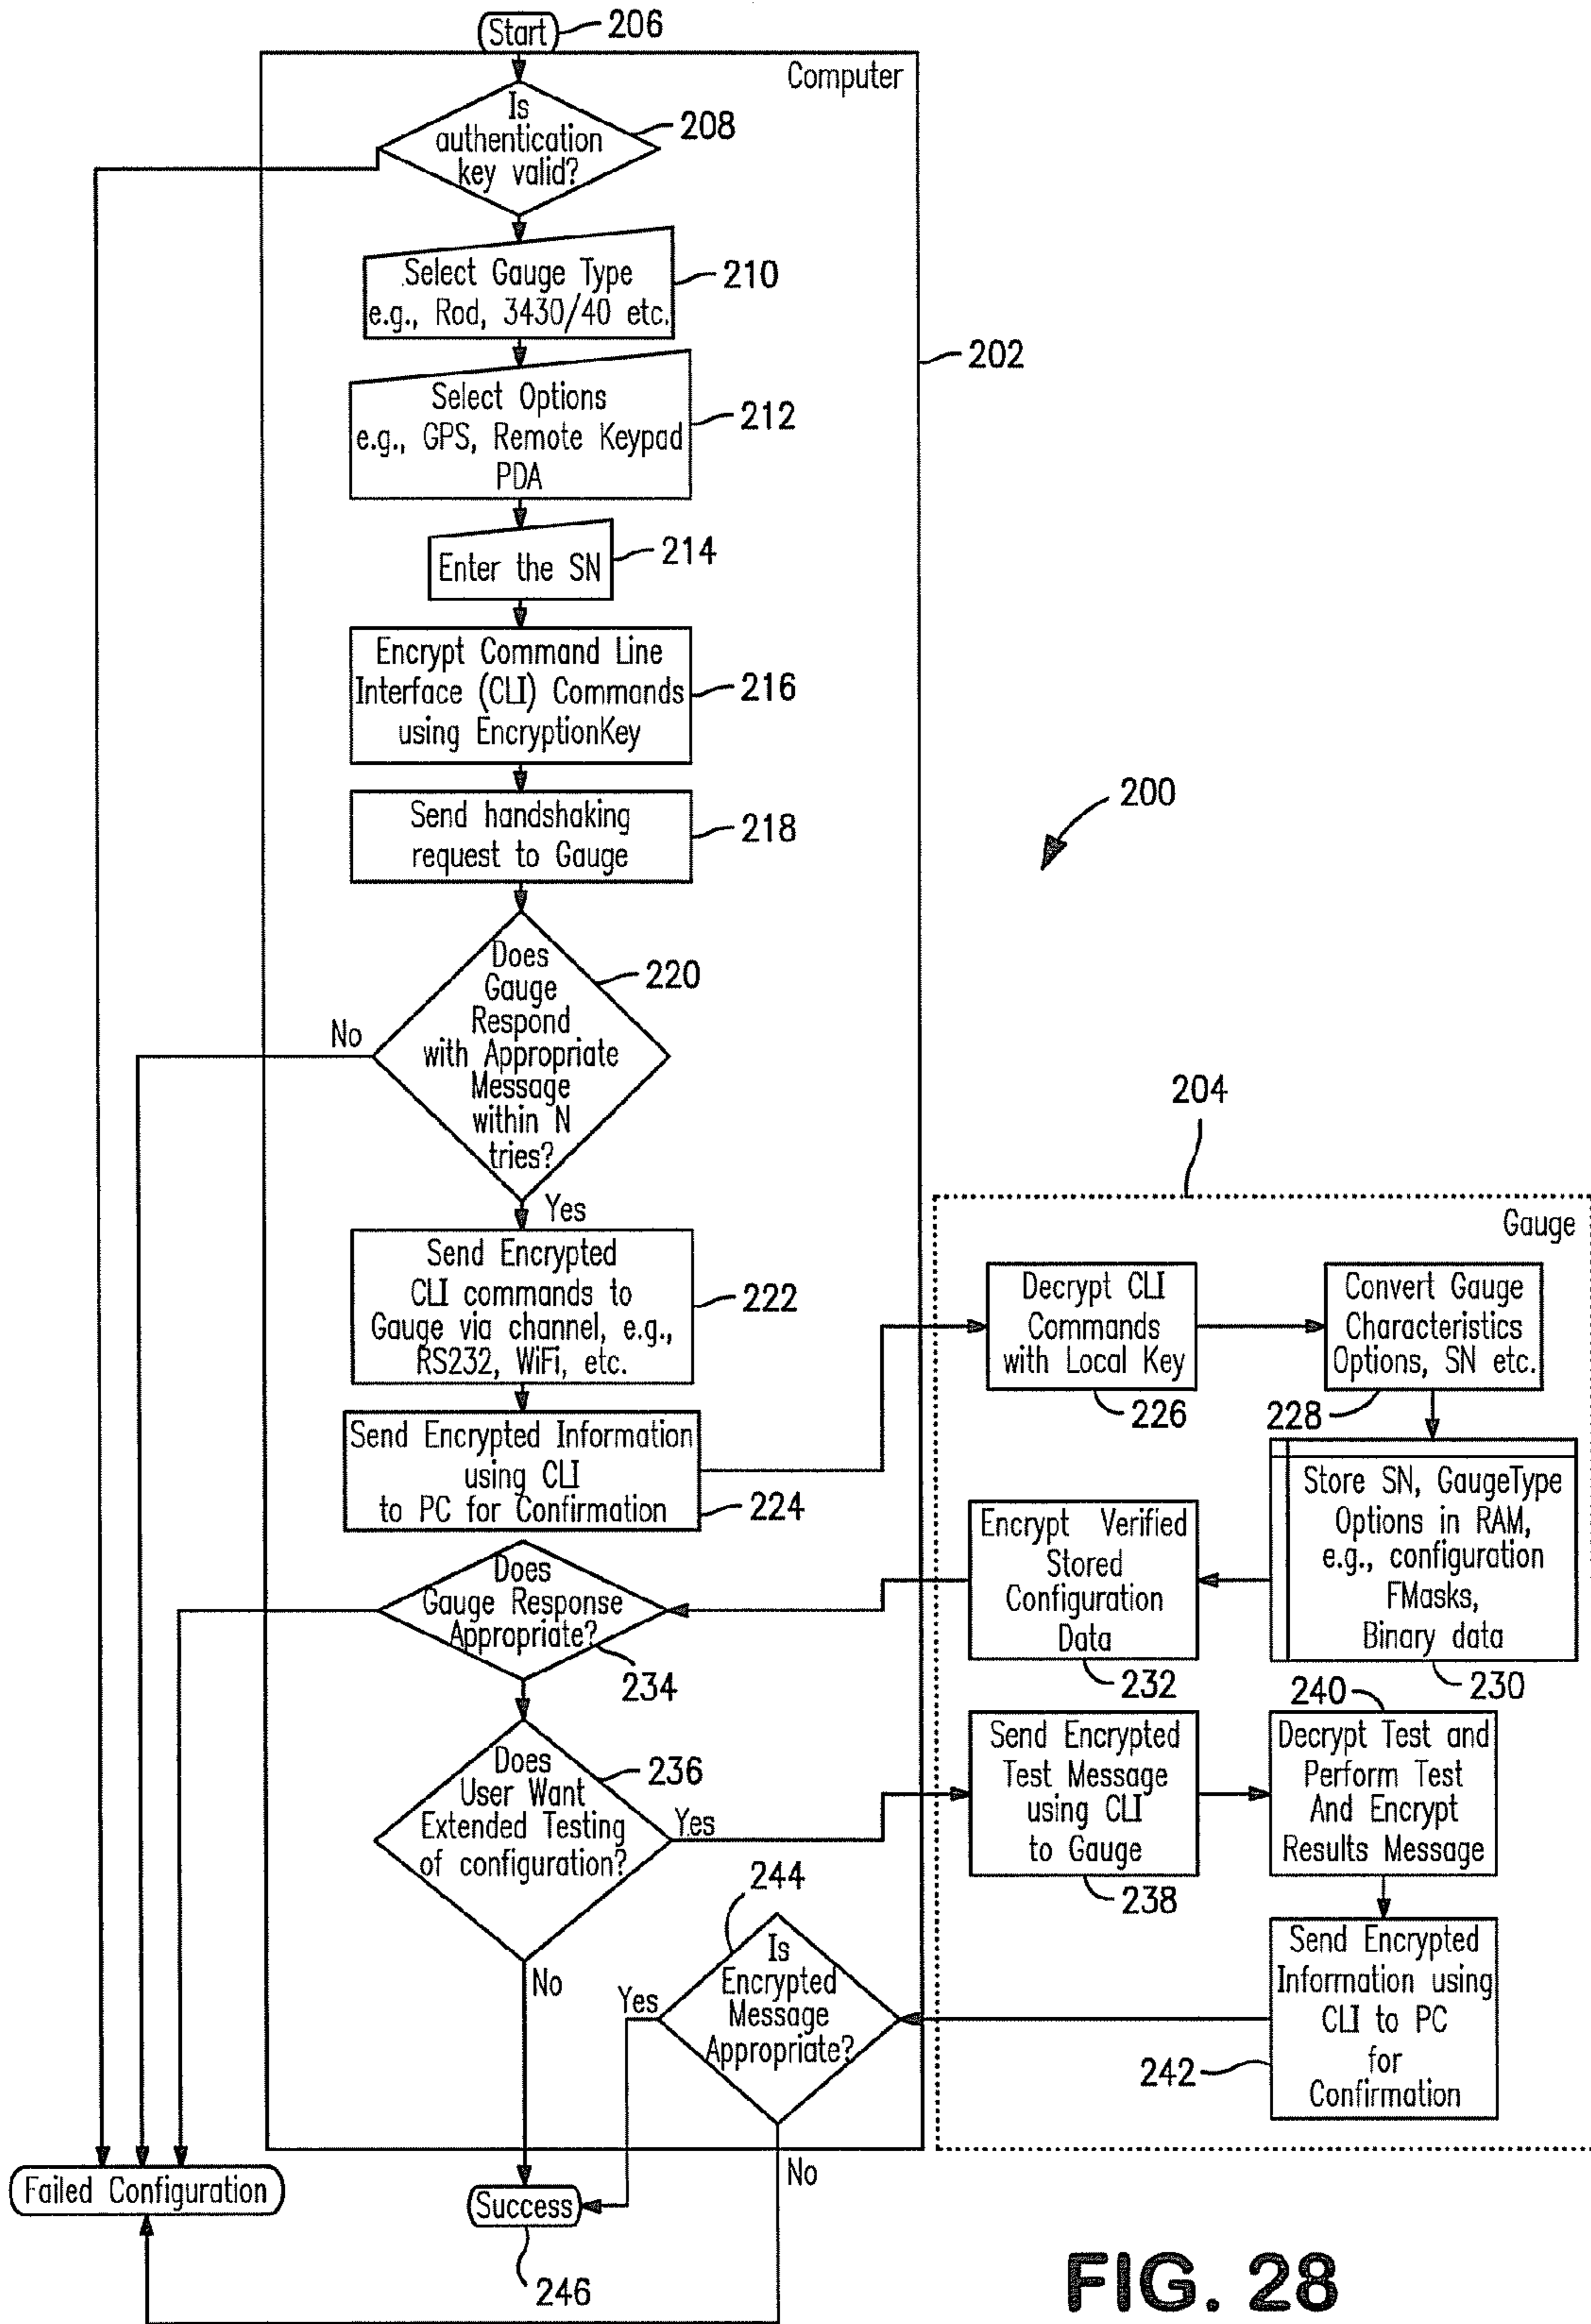 Start
206
Computer
Is
authentication
key valid?
208
Select Gauge Type
e.g., Rod, 3430/40 etc.
210
202
Select Options
e.g., GPS, Remote Keypad
PDA
212
Enter the SN
214
Encrypt Command Line
Interface (CLI) Commands
using EncryptionKey
216
Send handshaking
request to Gauge
218
200
Does
Gauge
Respond
with Appropriate
Message
within N
tries?
220
No
Yes
204
Gauge
Send Encrypted
CLI commands to
Gauge via channel, e.g.,
RS232, WiFi, etc.
222
Decrypt CLI
Commands
with Local Key
226
Convert Gauge
Characteristics
Options, SN etc.
228
Send Encrypted Information
using CLI
to PC for Confirmation
224
Store SN, GaugeType
Options in RAM,
e.g., configuration
FMasks,
Binary data
230
Encrypt Verified
Stored
Configuration
Data
232
Does
Gauge Response
Appropriate?
234
Does
User Want
Extended Testing
of configuration?
236
Yes
No
Send Encrypted
Test Message
using CLI
to Gauge
238
240
Decrypt Test and
Perform Test
And Encrypt
Results Message
244
Is
Encrypted
Message
Appropriate?
Yes
No
Send Encrypted
Information using
CLI to PC
for
Confirmation
242
Failed Configuration
Success
246
FIG. 28